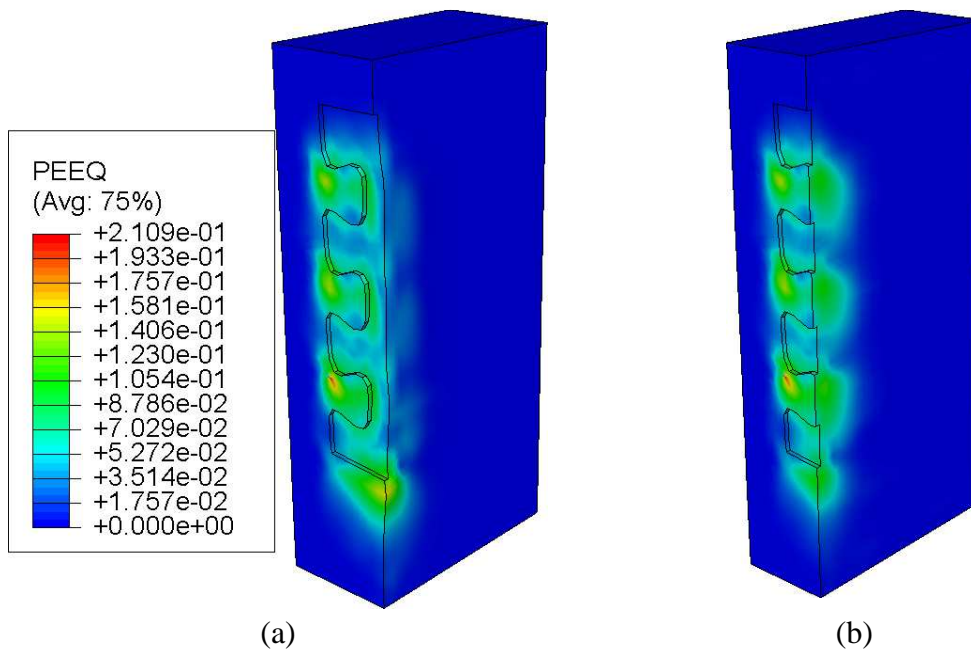 PEEQ
(Avg: 75%)
+2.109e-01
+1.933e-01
+1.757e-01
+1.581e-01
+1.406e-01
+1.230e-01
+1.054e-01
+8.786e-02
+7.029e-02
+5.272e-02
+3.514e-02
+1.757e-02
+0.000e+00
(a)
(b)